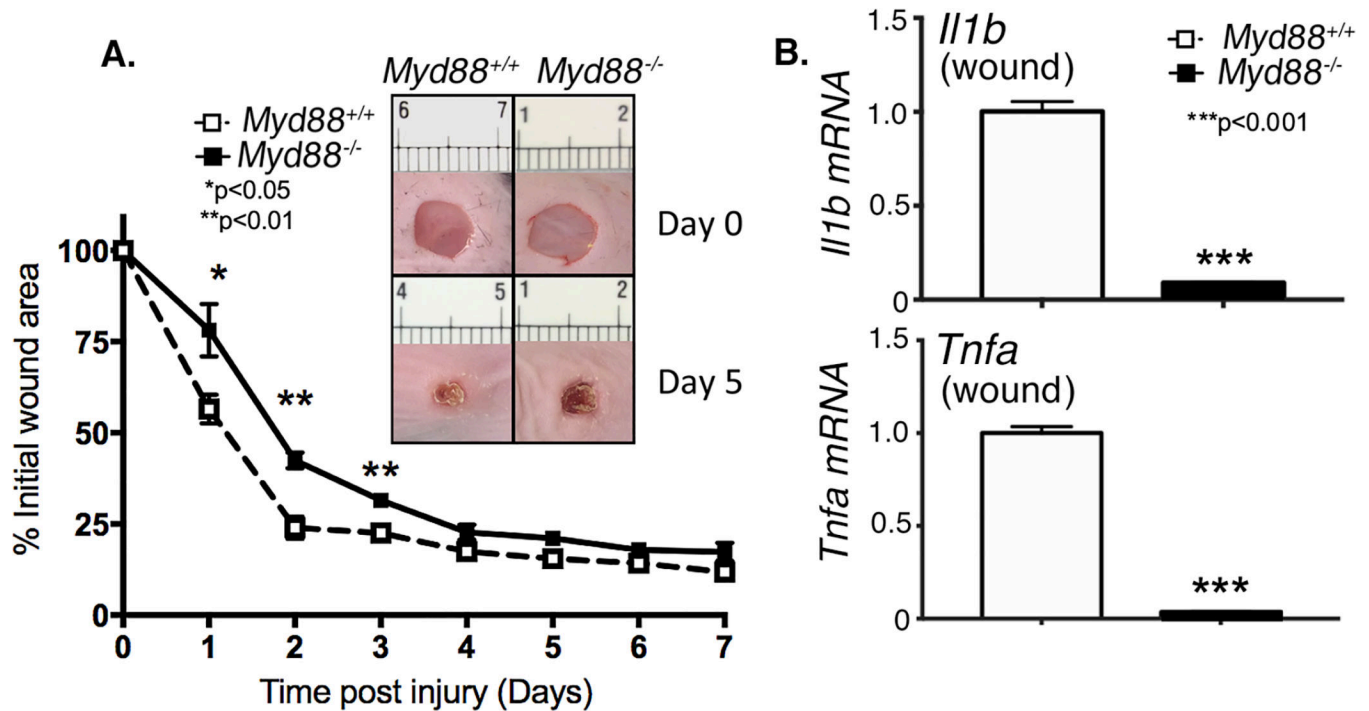 A.
Myd88+/+ Myd88-/-
Myd88+/+
Myd88-/-
*p<0.05
**p<0.01
6 7 1 2
Day 0
4 5 1 2
Day 5
% Initial wound area
100
75
50
25
0
*
**
**
0 1 2 3 4 5 6 7
Time post injury (Days)
B.
Il1b
(wound)
Myd88+/+
Myd88-/-
***p<0.001
Il1b mRNA
1.5
1.0
0.5
0
***
Tnfa
(wound)
Tnfa mRNA
1.5
1.0
0.5
0
***